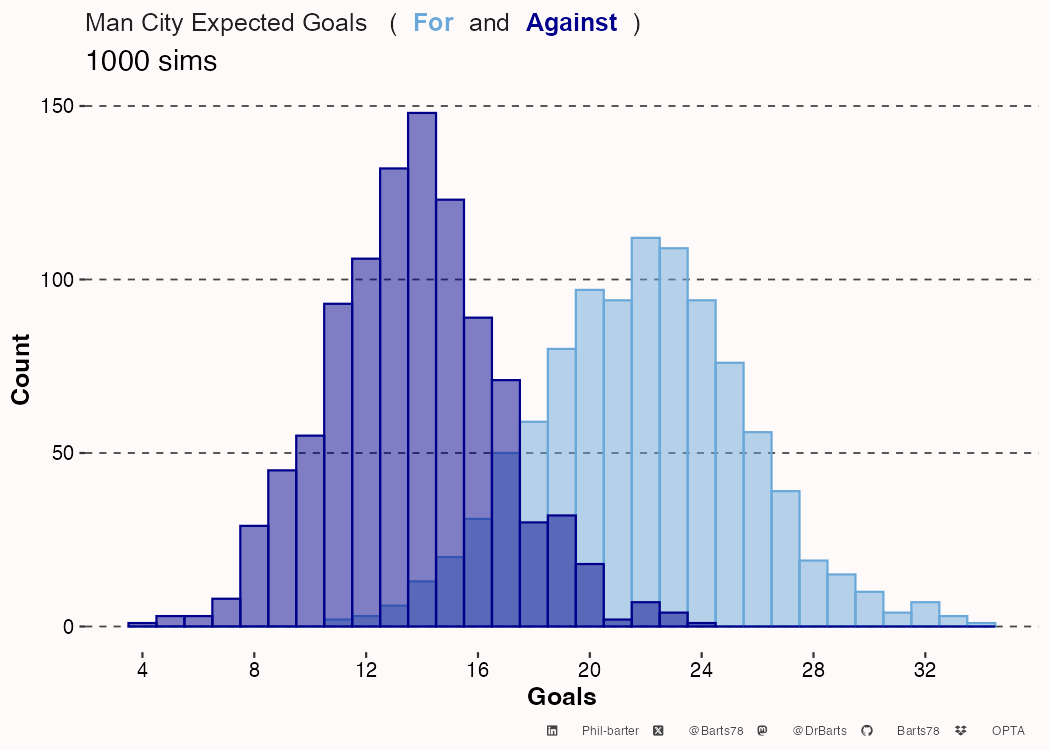 Man City Expected Goals ( For and Against )
1000 sims
150
100
50
0
Count
4 8 12 16 20 24 28 32
Goals
Phil-barter @Barts78 @DrBarts Barts78 OPTA